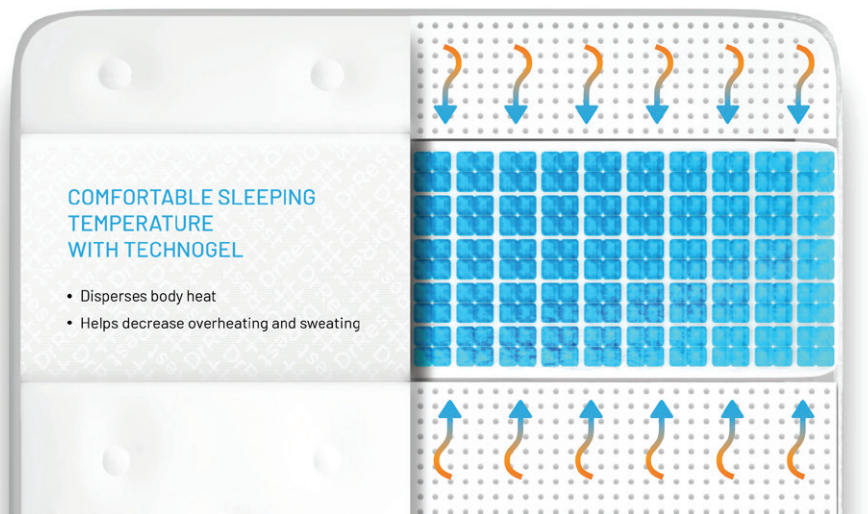 COMFORTABLE SLEEPING
TEMPERATURE
WITH TECHNOGEL
• Disperses body heat
• Helps decrease overheating and sweating